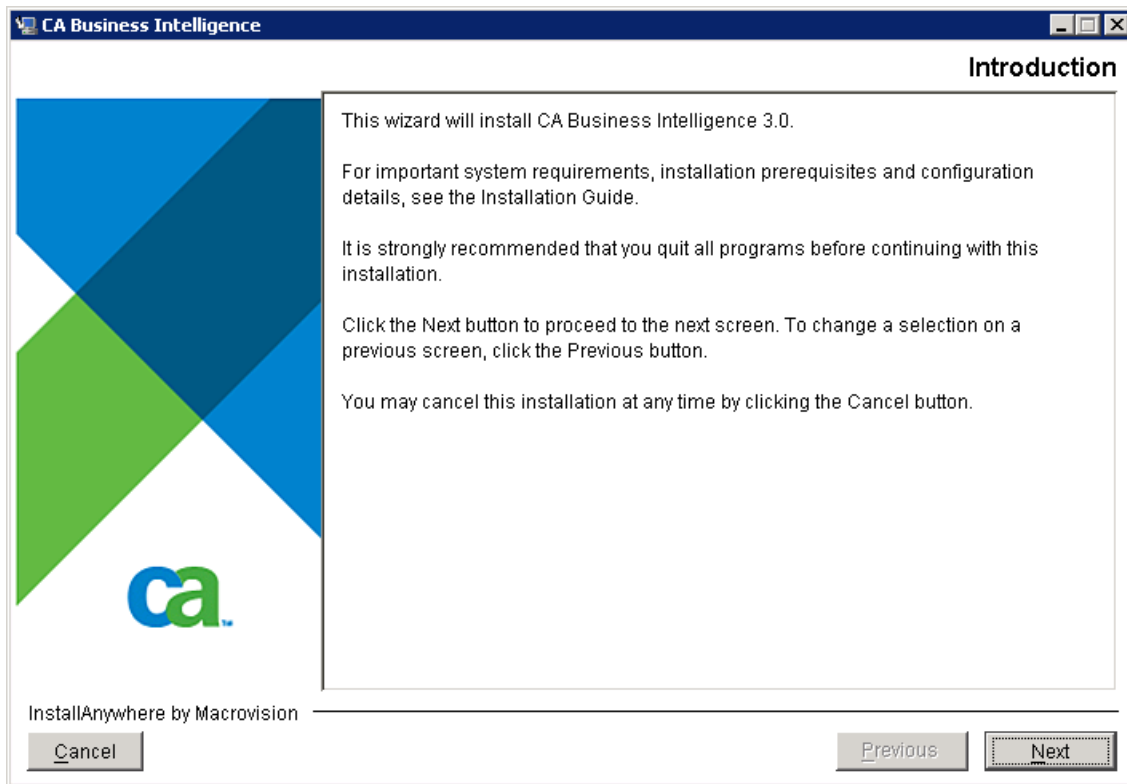 CA Business Intelligence
Introduction
This wizard will install CA Business Intelligence 3.0.
For important system requirements, installation prerequisites and configuration
details, see the Installation Guide.
It is strongly recommended that you quit all programs before continuing with this
installation.
Click the Next button to proceed to the next screen. To change a selection on a
previous screen, click the Previous button.
You may cancel this installation at any time by clicking the Cancel button.
ca™
InstallAnywhere by Macrovision
Cancel
Previous
Next